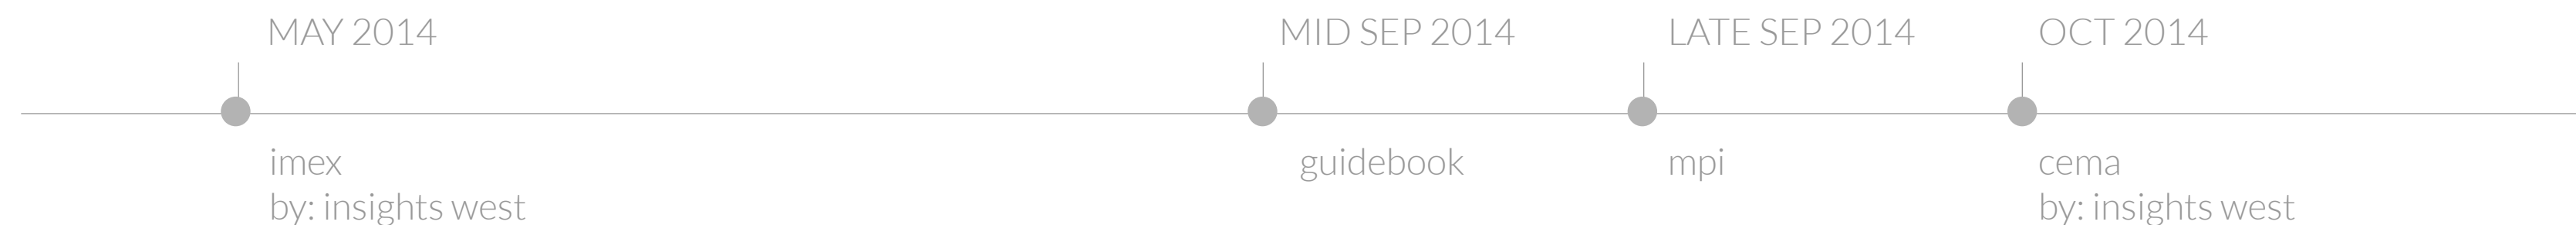 MAY 2014
MID SEP 2014
LATE SEP 2014
OCT 2014
imex
by: insights west
guidebook
mpi
cema
by: insights west